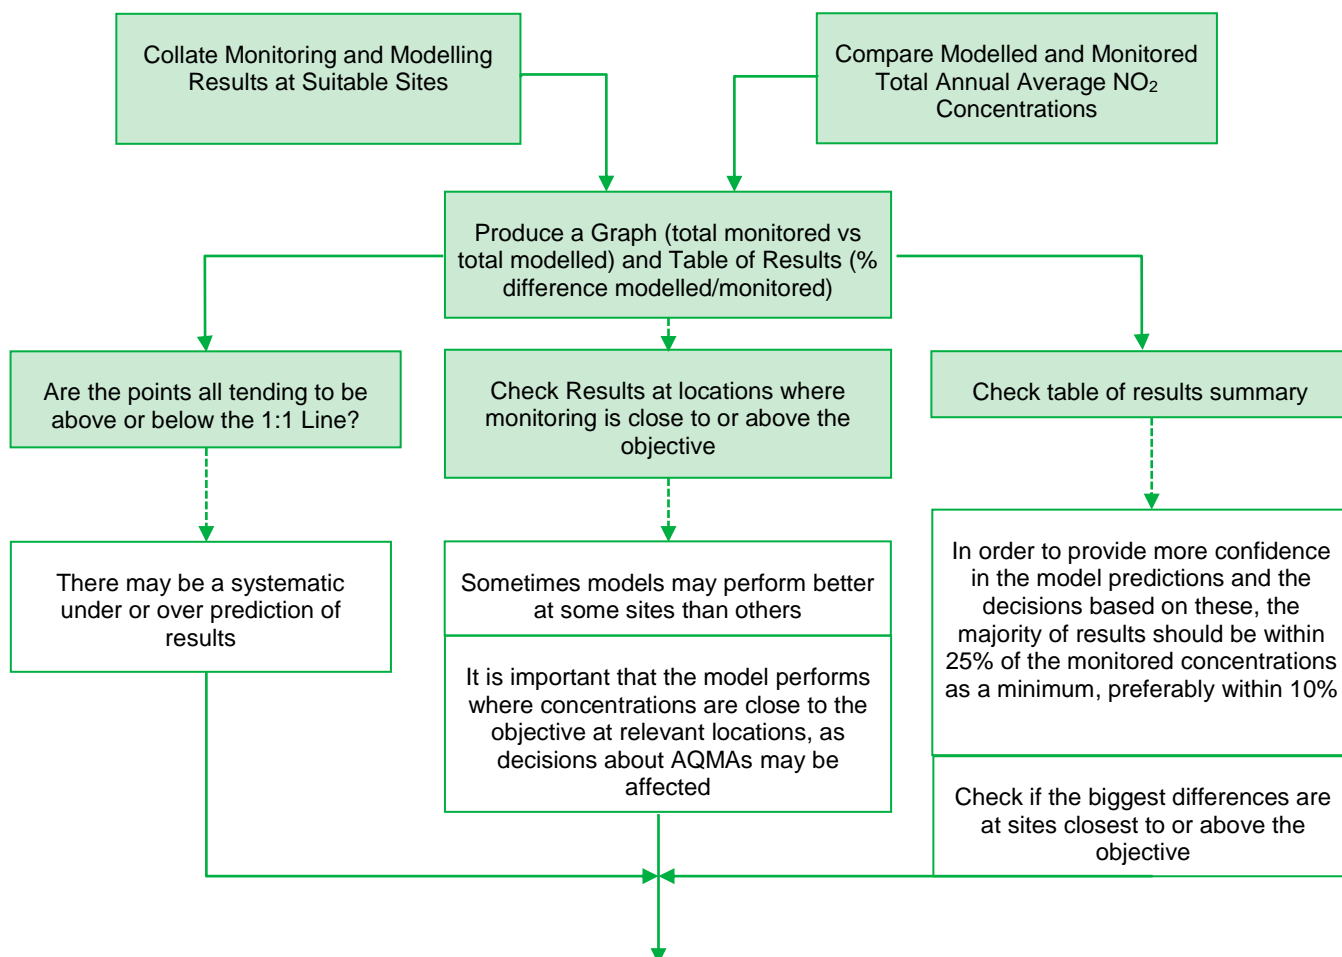 Collate Monitoring and Modelling
Results at Suitable Sites
Compare Modelled and Monitored
Total Annual Average NO₂
Concentrations
Produce a Graph (total monitored vs
total modelled) and Table of Results (%
difference modelled/monitored)
Are the points all tending to be
above or below the 1:1 Line?
Check Results at locations where
monitoring is close to or above the
objective
Check table of results summary
There may be a systematic
under or over prediction of
results
Sometimes models may perform better
at some sites than others
It is important that the model performs
where concentrations are close to the
objective at relevant locations, as
decisions about AQMAs may be
affected
In order to provide more confidence
in the model predictions and the
decisions based on these, the
majority of results should be within
25% of the monitored concentrations
as a minimum, preferably within 10%
Check if the biggest differences are
at sites closest to or above the
objective